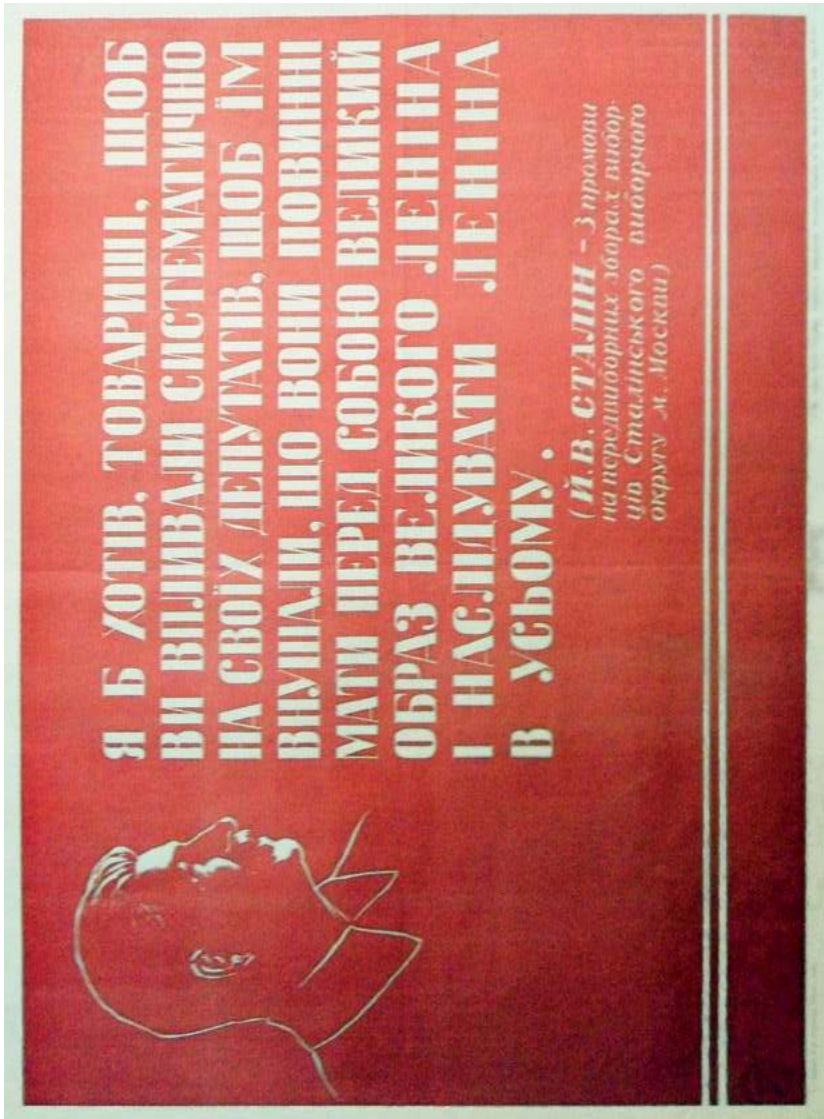 Я Б ХОТІВ, ТОВАРИШІ, ЩОБ
ВИ ВПЛИВАЛИ СИСТЕМАТИЧНО
НА СВОЇХ ДЕПУТАТІВ, ЩОБ ЇМ
ВНУШАЛИ, ЩО ВОНИ ПОВИННІ
МАТИ ПЕРЕД СОБОЮ ВЕЛИКИЙ
ОБРАЗ ВЕЛИКОГО ЛЕНІНА
І НАСЛІДУВАТИ ЛЕНІНА
В УСЬОМУ.
(Й. В. СТАЛІН - З промови
на передвиборних зборах вибор-
ців Сталінського виборчого
округу м. Москви)